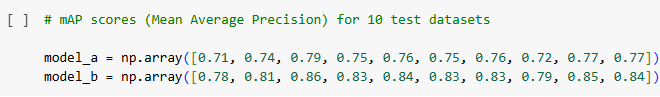 [ ] # mAP scores (Mean Average Precision) for 10 test datasets
model_a = np.array([0.71, 0.74, 0.79, 0.75, 0.76, 0.75, 0.76, 0.72, 0.77, 0.77])
model_b = np.array([0.78, 0.81, 0.86, 0.83, 0.84, 0.83, 0.83, 0.79, 0.85, 0.84])